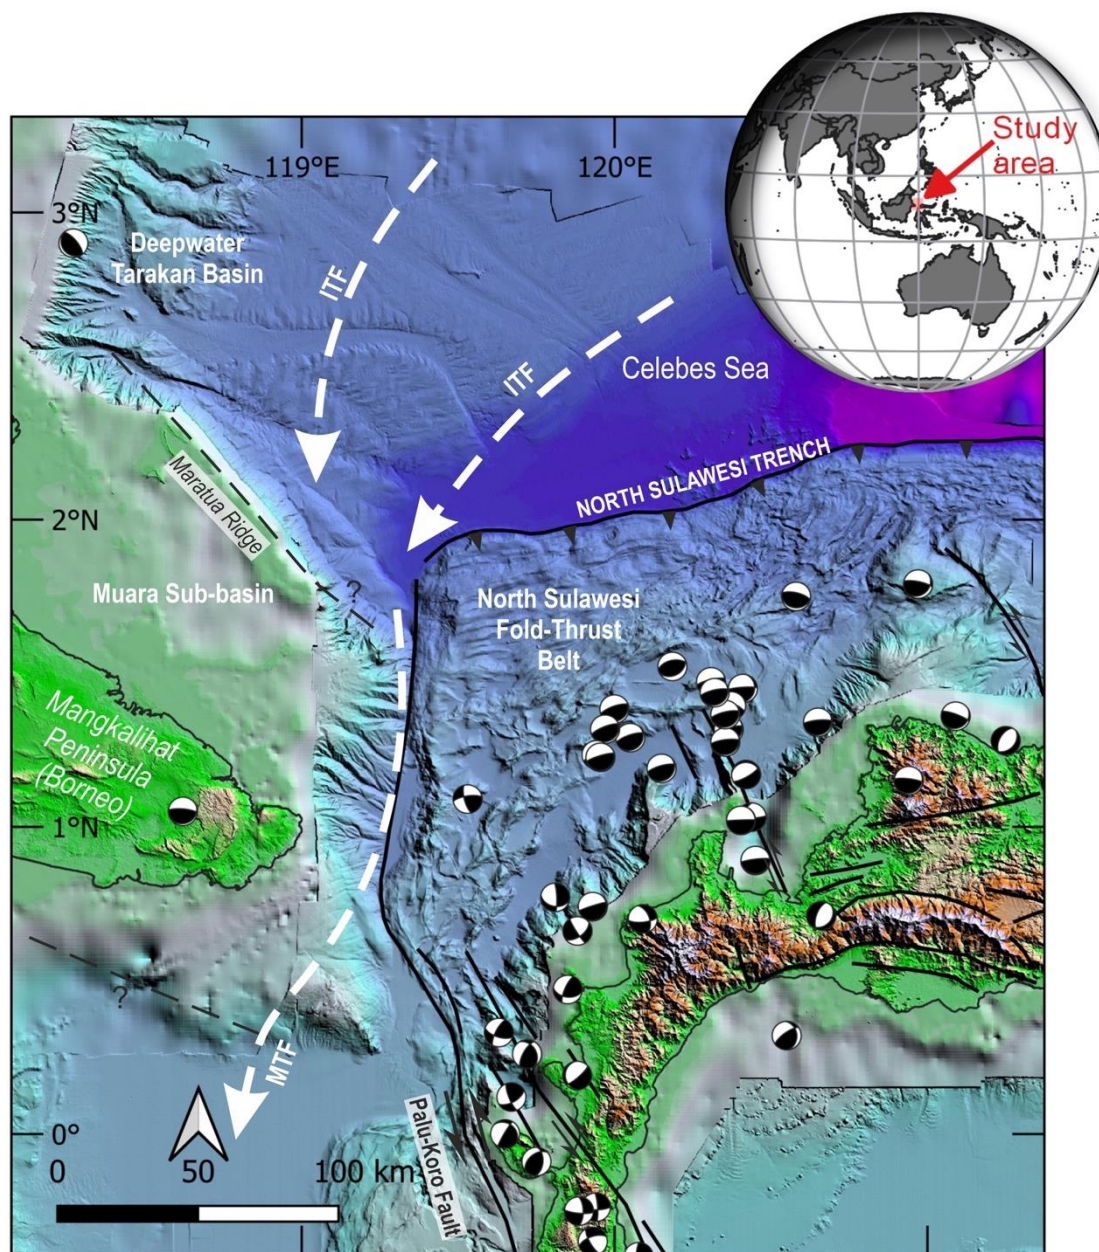 Study
area
119°E
120°E
3°N
Deepwater
Tarakan Basin
ITF
ITF
Celebes Sea
NORTH SULAWESI TRENCH
Maratua Ridge
2°N
?
Muara Sub-basin
North Sulawesi
Fold-Thrust
Belt
Mangkalihat
Peninsula
(Borneo)
1°N
?
MTF
Palu-Koro Fault
0°
0
50
100 km